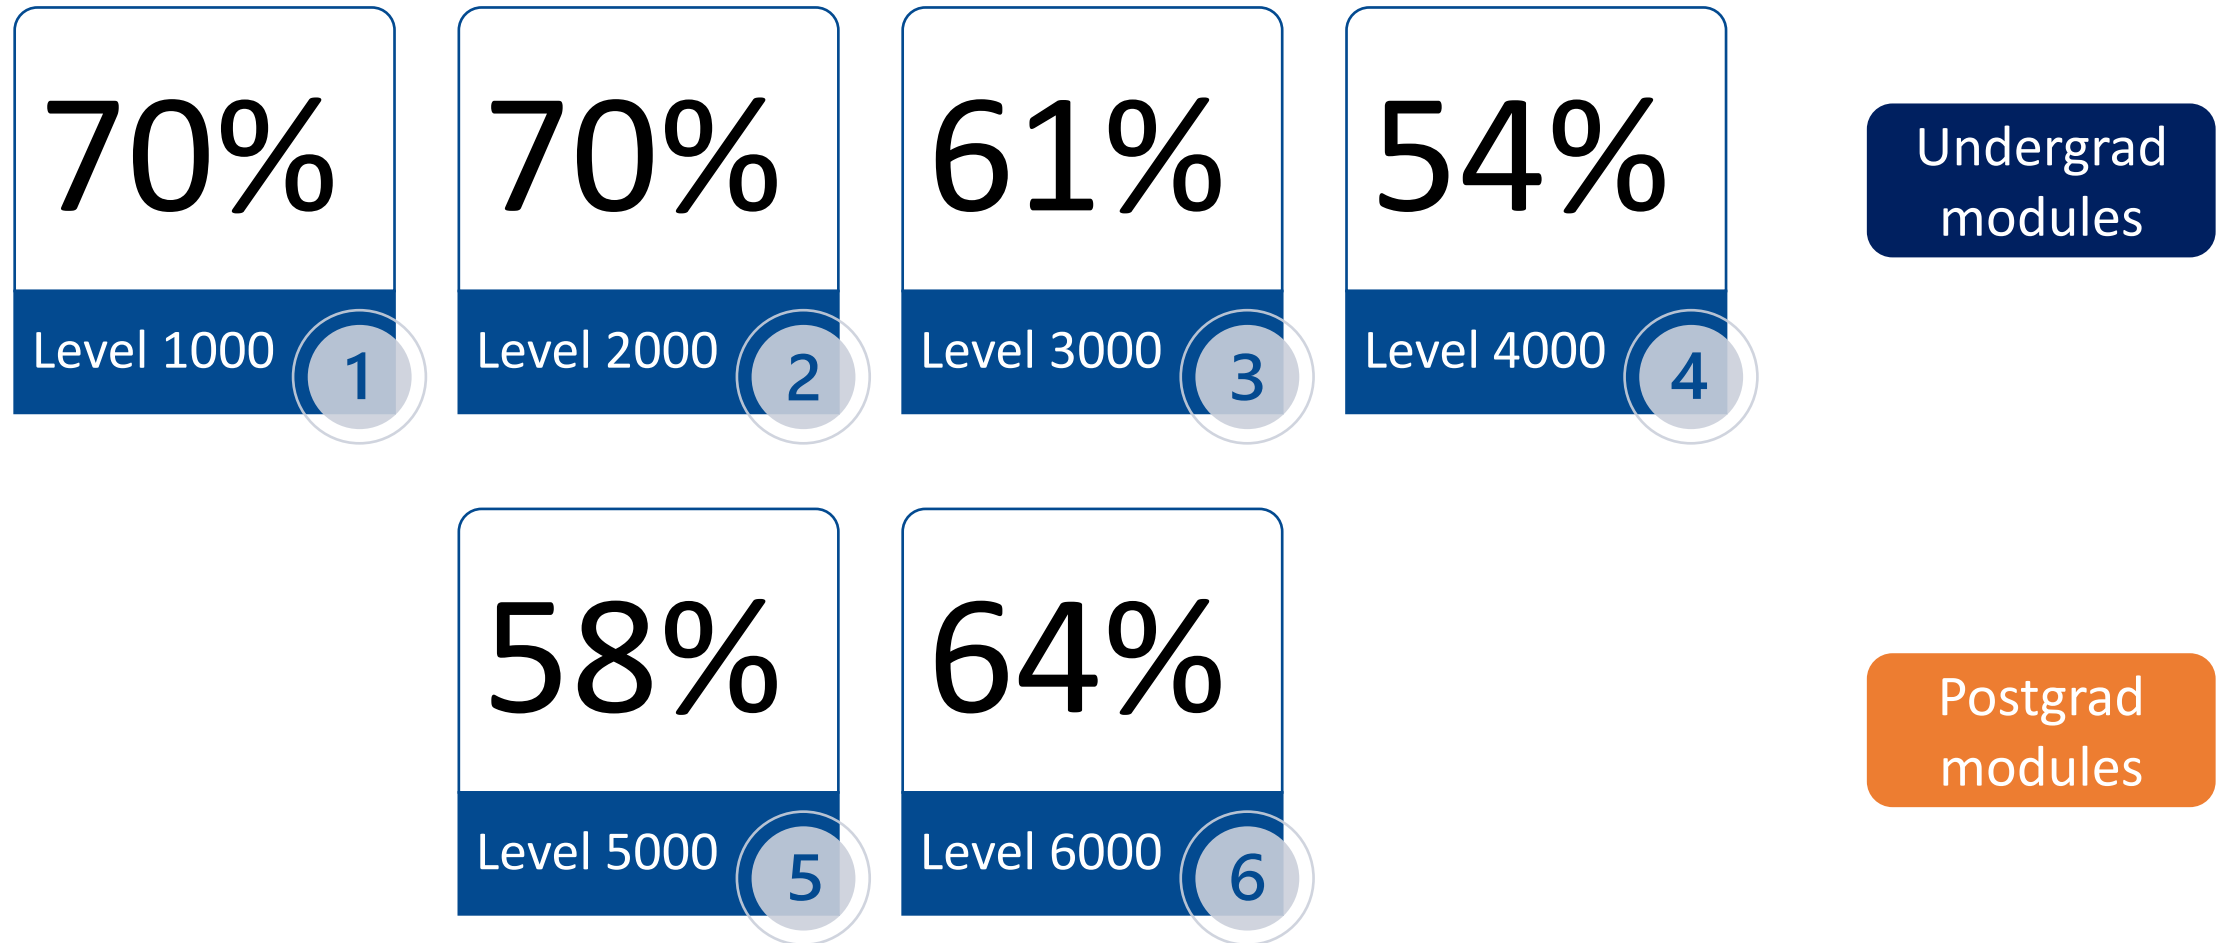 70%
Level 1000
1
70%
Level 2000
2
61%
Level 3000
3
54%
Level 4000
4
Undergrad
modules
58%
Level 5000
5
64%
Level 6000
6
Postgrad
modules